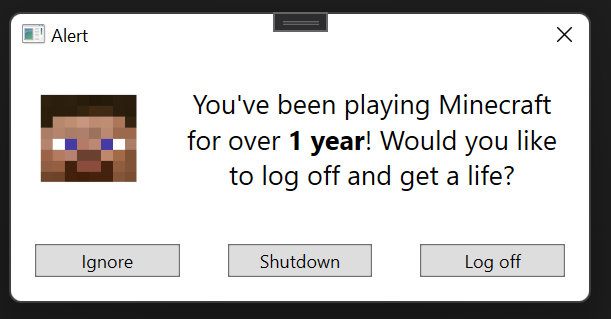 Alert
You've been playing Minecraft
for over 1 year! Would you like
to log off and get a life?
Ignore
Shutdown
Log off